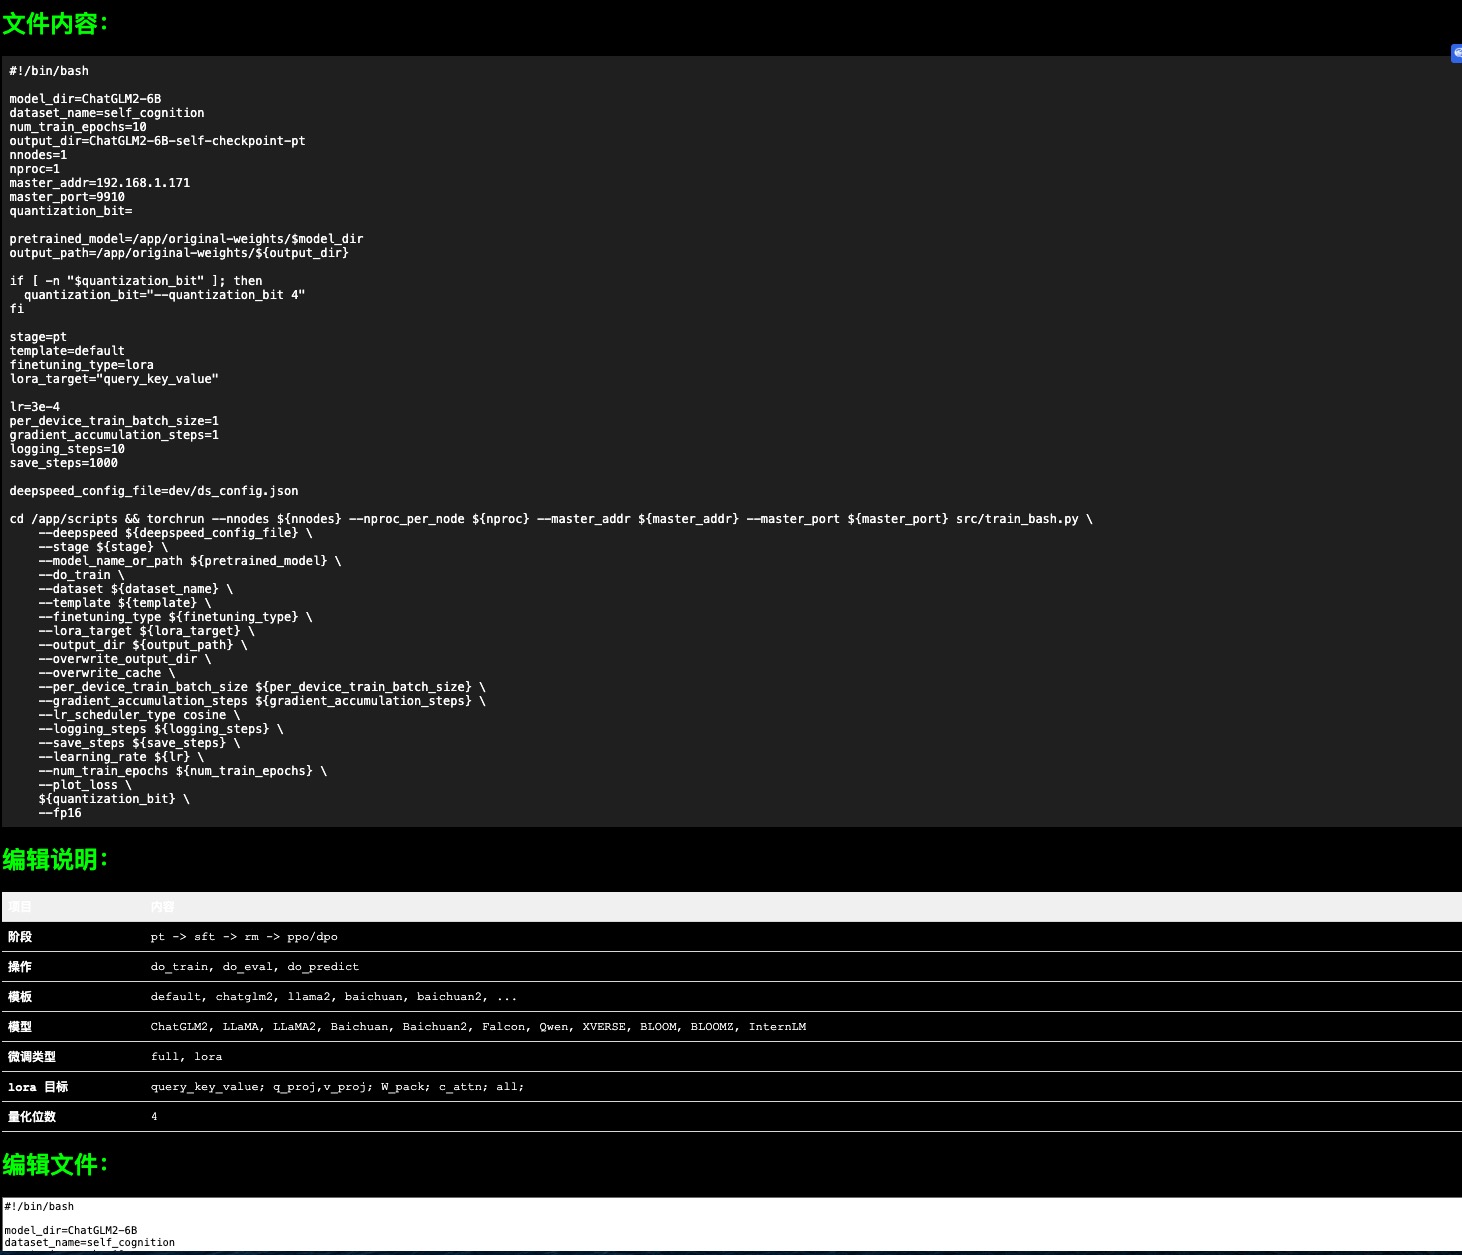 文件内容:
#!/bin/bash
model_dir=ChatGLM2-6B
dataset_name=self_cognition
num_train_epochs=10
output_dir=ChatGLM2-6B-self-checkpoint-pt
nnodes=1
nproc=1
master_addr=192.168.1.171
master_port=9910
quantization_bit=
pretrained_model=/app/original-weights/$model_dir
output_path=/app/original-weights/${output_dir}
if [ -n "$quantization_bit" ]; then
  quantization_bit="--quantization_bit 4"
fi
stage=pt
template=default
finetuning_type=lora
lora_target="query_key_value"
lr=3e-4
per_device_train_batch_size=1
gradient_accumulation_steps=1
logging_steps=10
save_steps=1000
deepspeed_config_file=dev/ds_config.json
cd /app/scripts && torchrun --nnodes ${nnodes} --nproc_per_node ${nproc} --master_addr ${master_addr} --master_port ${master_port} src/train_bash.py \
    --deepspeed ${deepspeed_config_file} \
    --stage ${stage} \
    --model_name_or_path ${pretrained_model} \
    --do_train \
    --dataset ${dataset_name} \
    --template ${template} \
    --finetuning_type ${finetuning_type} \
    --lora_target ${lora_target} \
    --output_dir ${output_path} \
    --overwrite_output_dir \
    --overwrite_cache \
    --per_device_train_batch_size ${per_device_train_batch_size} \
    --gradient_accumulation_steps ${gradient_accumulation_steps} \
    --lr_scheduler_type cosine \
    --logging_steps ${logging_steps} \
    --save_steps ${save_steps} \
    --learning_rate ${lr} \
    --num_train_epochs ${num_train_epochs} \
    --plot_loss \
    ${quantization_bit} \
    --fp16
编辑说明:
项目 内容
阶段 pt -> sft -> rm -> ppo/dpo
操作 do_train, do_eval, do_predict
模板 default, chatglm2, llama2, baichuan, baichuan2, ...
模型 ChatGLM2, LLaMA, LLaMA2, Baichuan, Baichuan2, Falcon, Qwen, XVERSE, BLOOM, BLOOMZ, InternLM
微调类型 full, lora
lora 目标 query_key_value; q_proj,v_proj; W_pack; c_attn; all;
量化位数 4
编辑文件:
#!/bin/bash
model_dir=ChatGLM2-6B
dataset_name=self_cognition